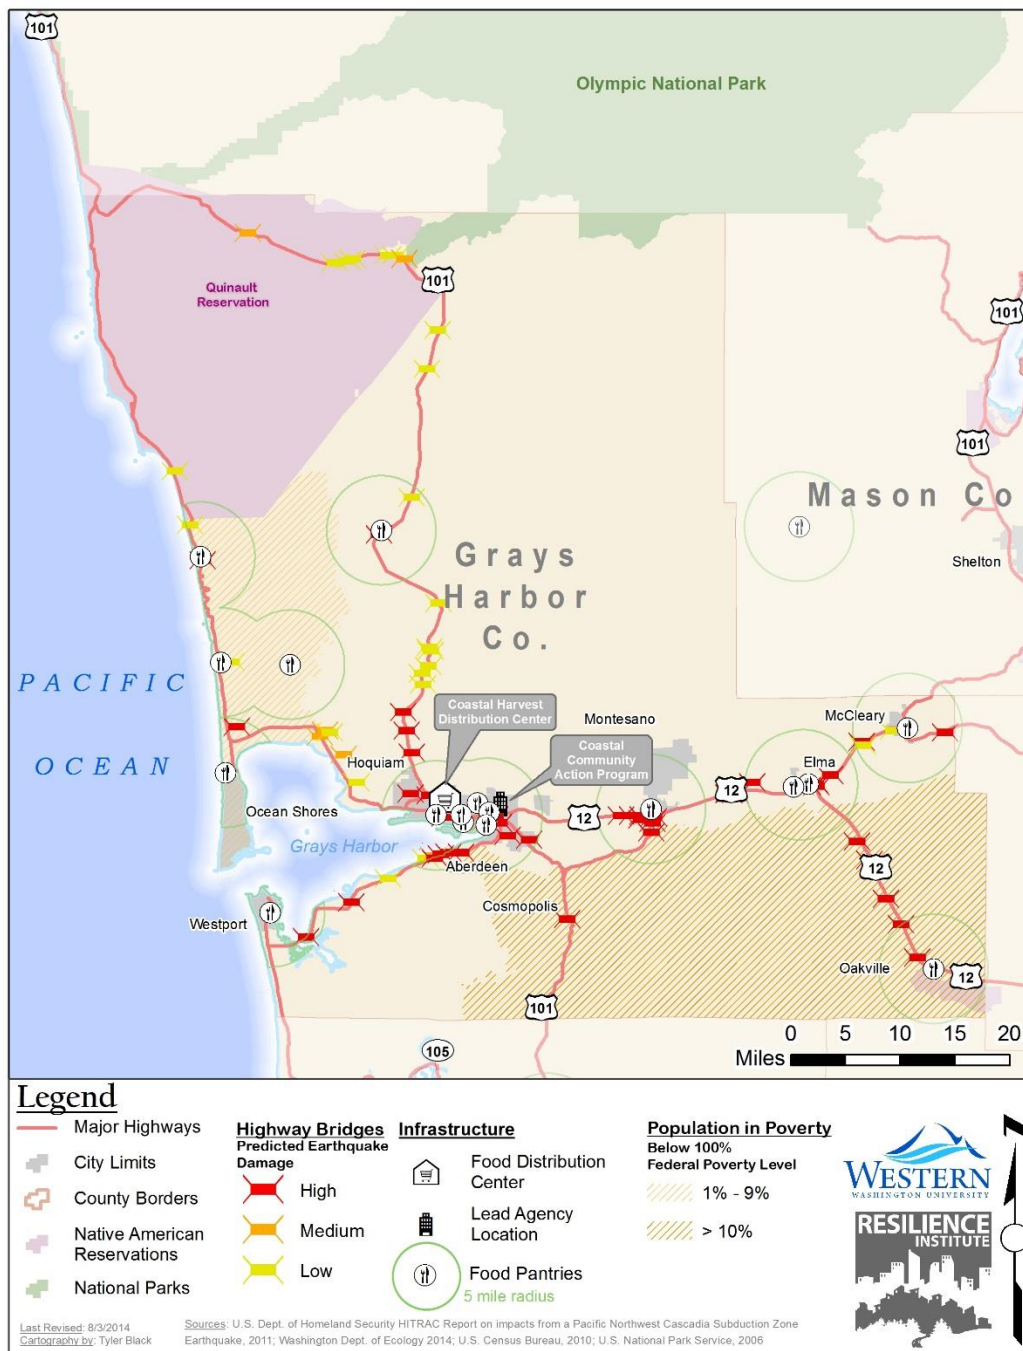 101
Olympic National Park
Quinault
Reservation
101
101
101
Mason Co
Grays
Harbor
Co.
Shelton
PACIFIC
OCEAN
Coastal Harvest
Distribution Center
Montesano
McCleary
Coastal
Community
Action Program
Hoquiam
Elma
12
12
Ocean Shores
Grays Harbor
Aberdeen
12
Cosmopolis
Westport
Oakville
12
101
105
0 5 10 15 20
Miles
Legend
Major Highways
City Limits
County Borders
Native American
Reservations
National Parks
Highway Bridges
Predicted Earthquake
Damage
High
Medium
Low
Infrastructure
Food Distribution
Center
Lead Agency
Location
Food Pantries
5 mile radius
Population in Poverty
Below 100%
Federal Poverty Level
1% - 9%
> 10%
WESTERN
WASHINGTON UNIVERSITY
RESILIENCE
INSTITUTE
Last Revised: 8/3/2014
Cartography by: Tyler Black
Sources: U.S. Dept. of Homeland Security HITRAC Report on impacts from a Pacific Northwest Cascadia Subduction Zone
Earthquake, 2011; Washington Dept. of Ecology 2014; U.S. Census Bureau, 2010; U.S. National Park Service, 2006